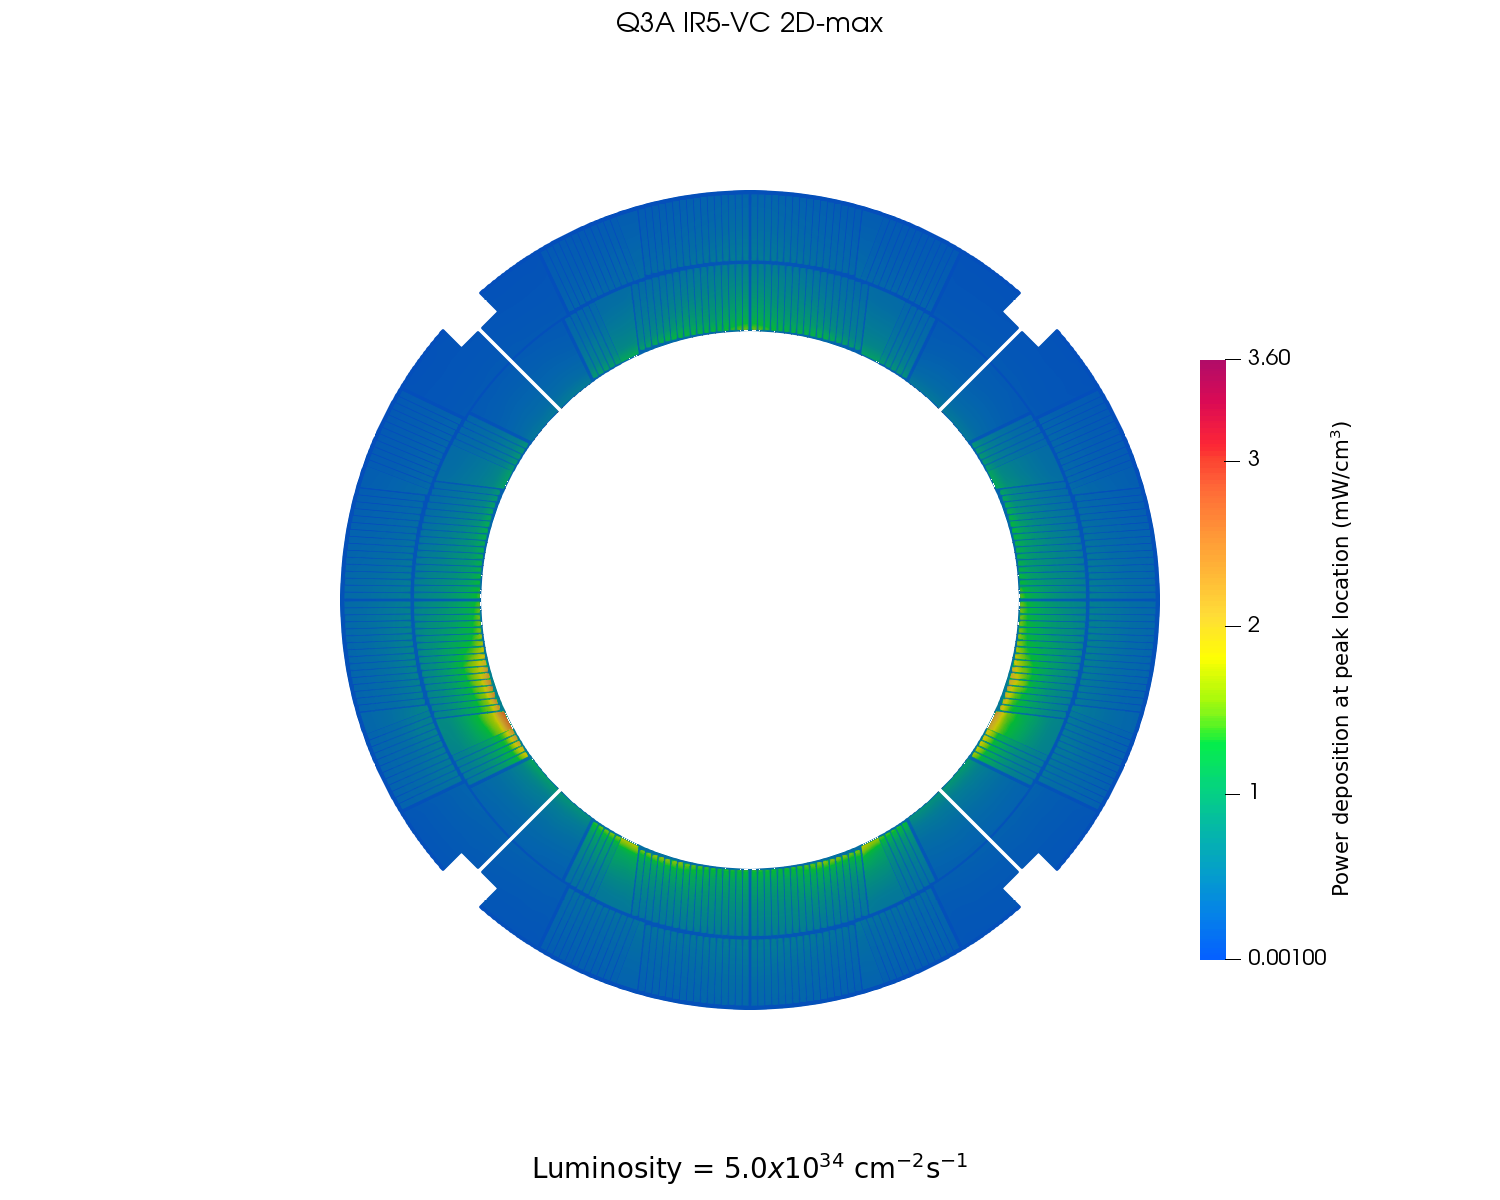 Q3A IR5-VC 2D-max
3.60
3
2
1
0.00100
Power deposition at peak location (mW/cm³)
Luminosity = 5.0x10³⁴ cm⁻²s⁻¹